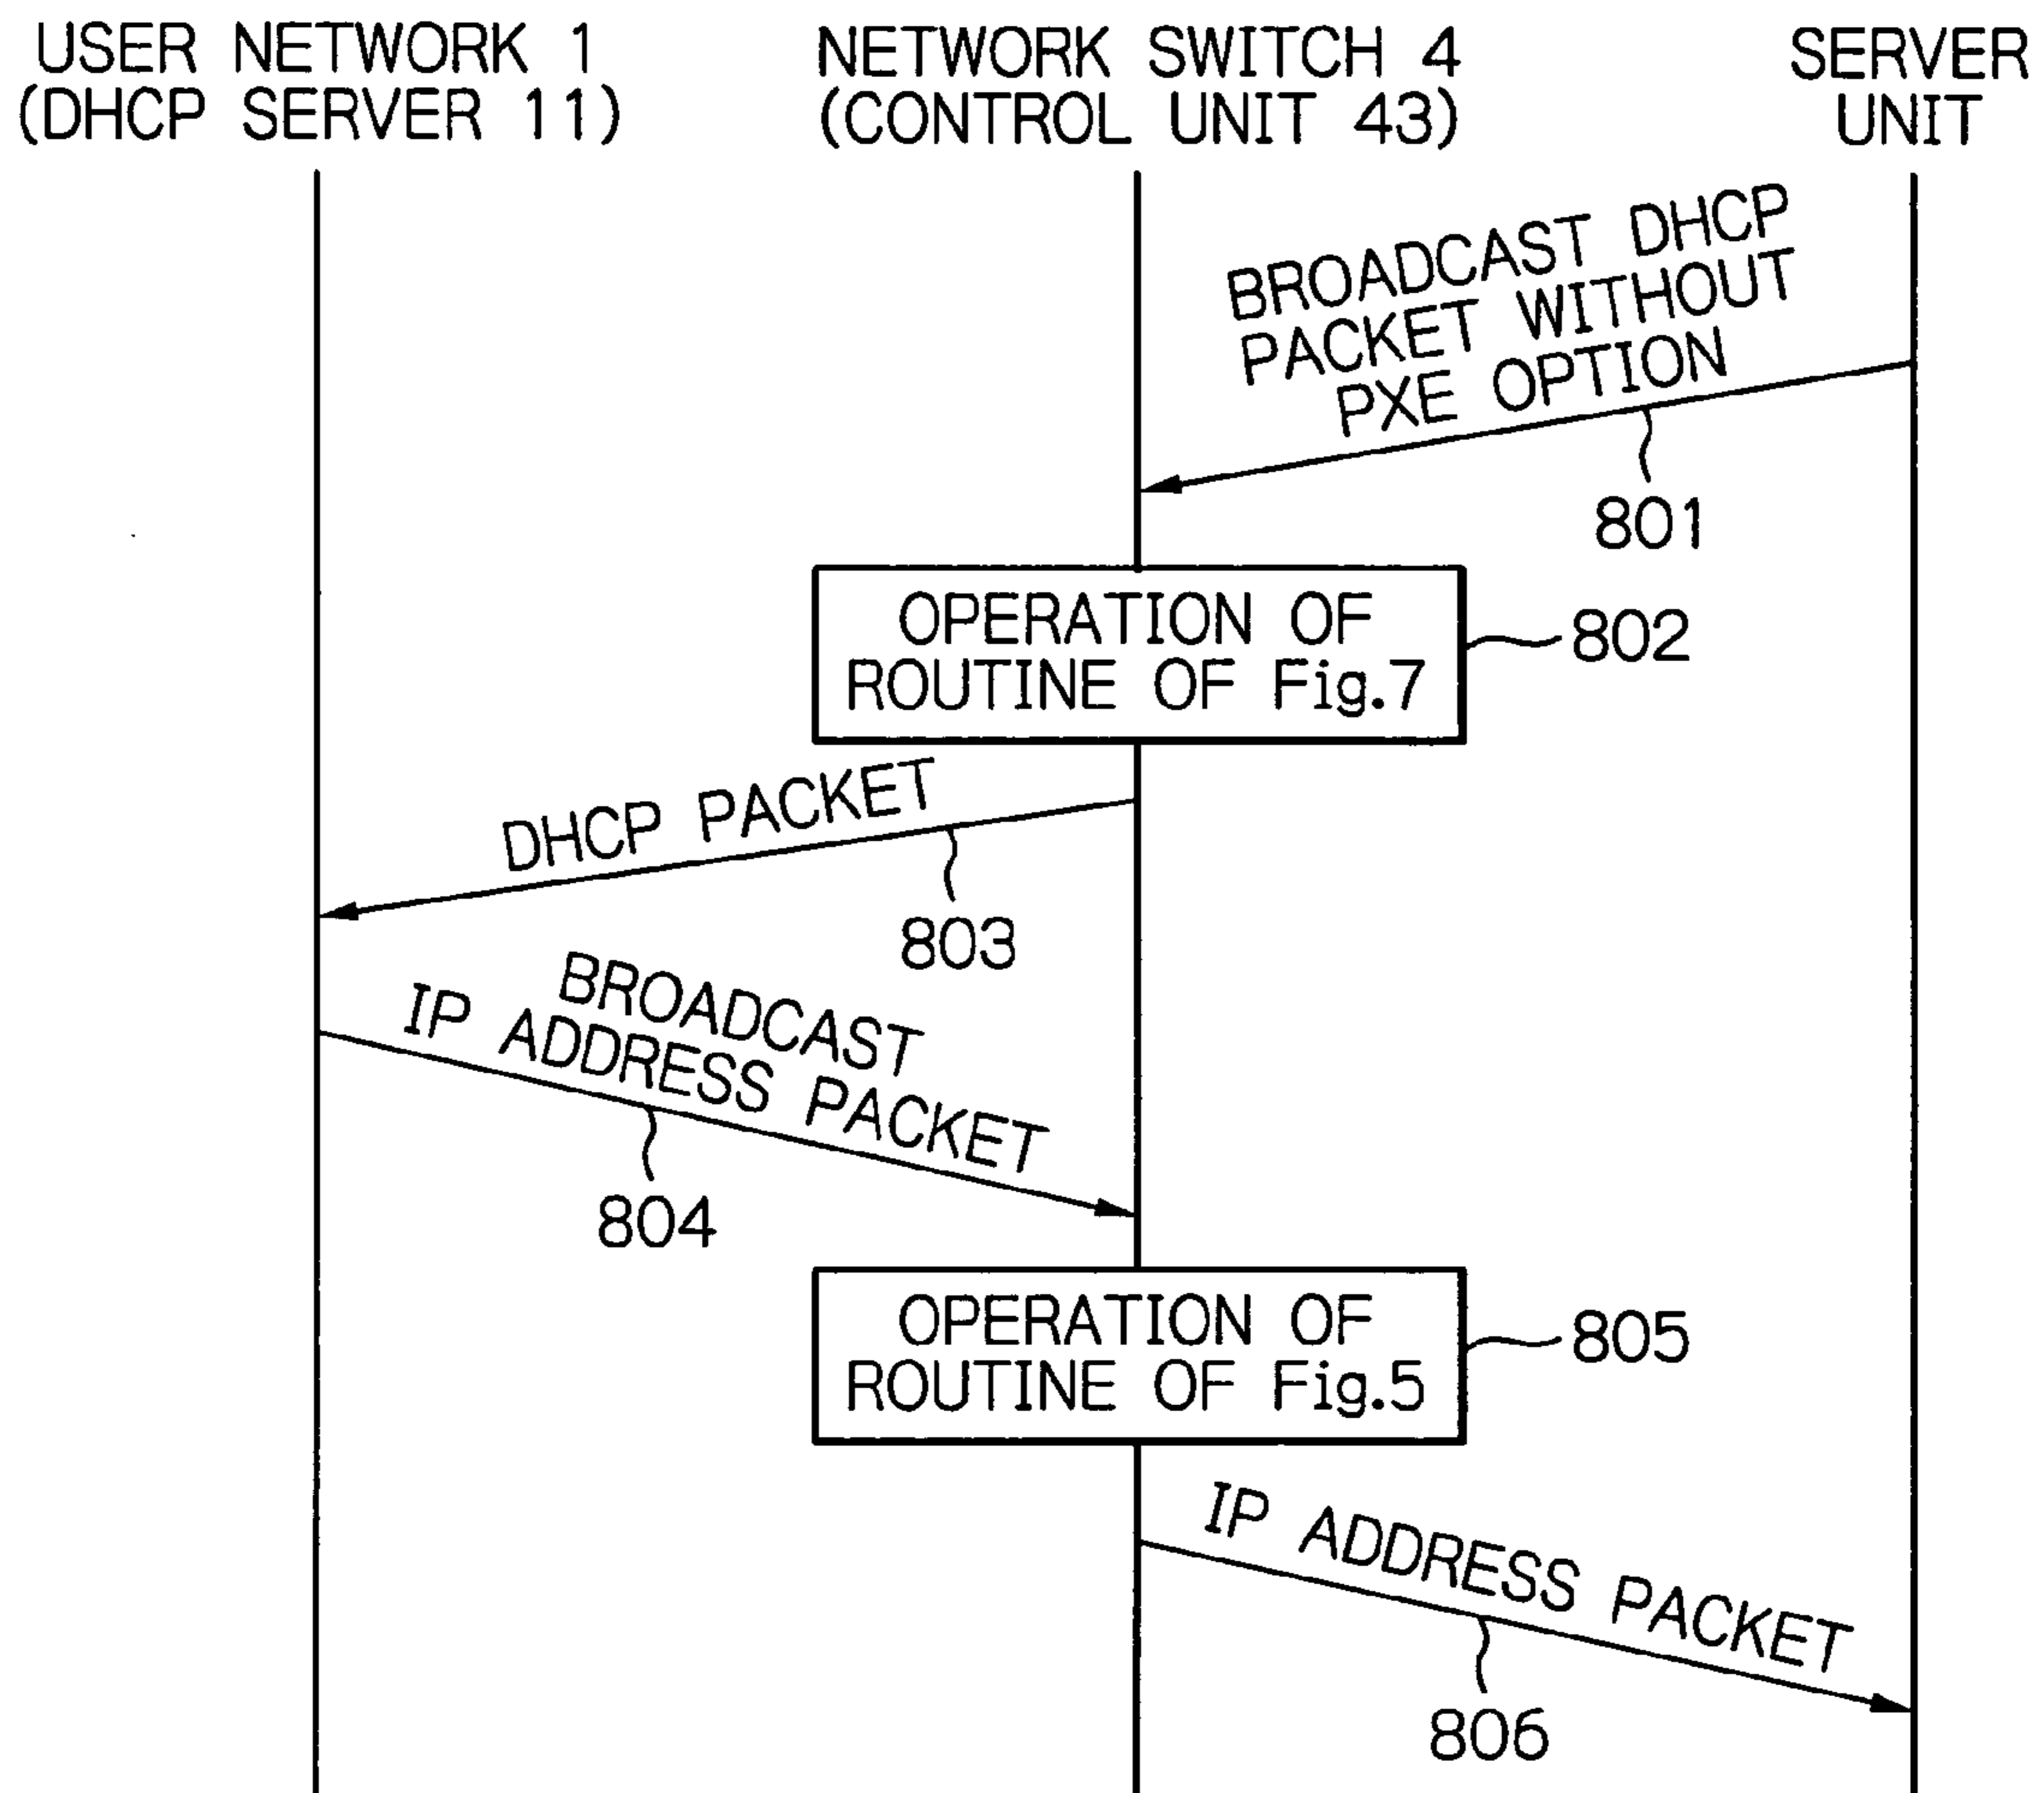 USER NETWORK 1
(DHCP SERVER 11)
NETWORK SWITCH 4
(CONTROL UNIT 43)
SERVER
UNIT
BROADCAST DHCP
PACKET WITHOUT
PXE OPTION
801
OPERATION OF
ROUTINE OF Fig.7
802
DHCP PACKET
803
BROADCAST
IP ADDRESS PACKET
804
OPERATION OF
ROUTINE OF Fig.5
805
IP ADDRESS PACKET
806